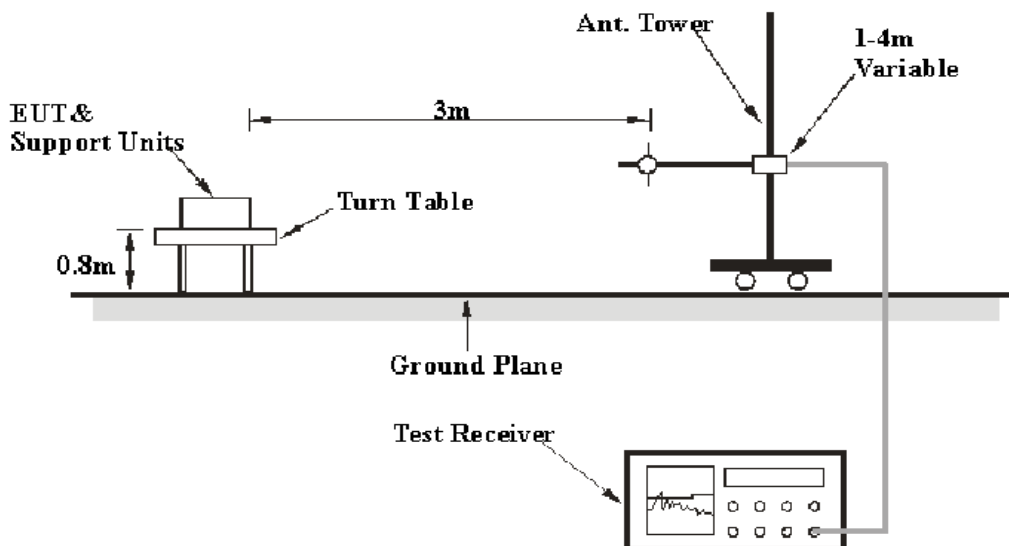 Ant. Tower
1-4m
Variable
EUT&
Support Units
3m
Turn Table
0.8m
Ground Plane
Test Receiver